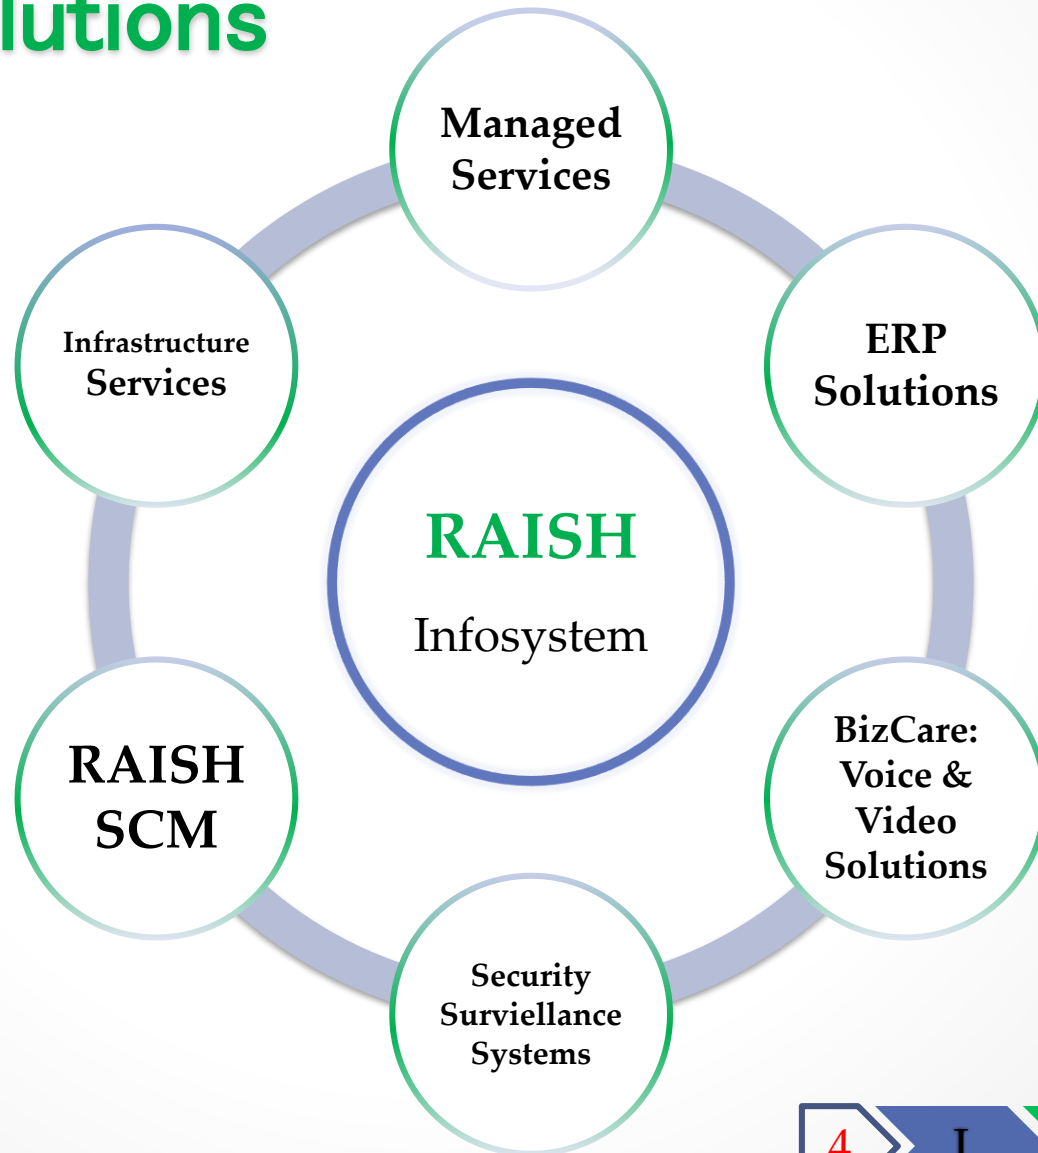 lutions
Managed
Services
ERP
Solutions
BizCare:
Voice &
Video
Solutions
Security
Surviellance
Systems
RAISH
SCM
Infrastructure
Services
RAISH
Infosystem
4
I